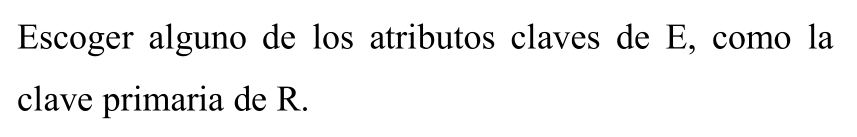 Escoger alguno de los atributos claves de E, como la
clave primaria de R.